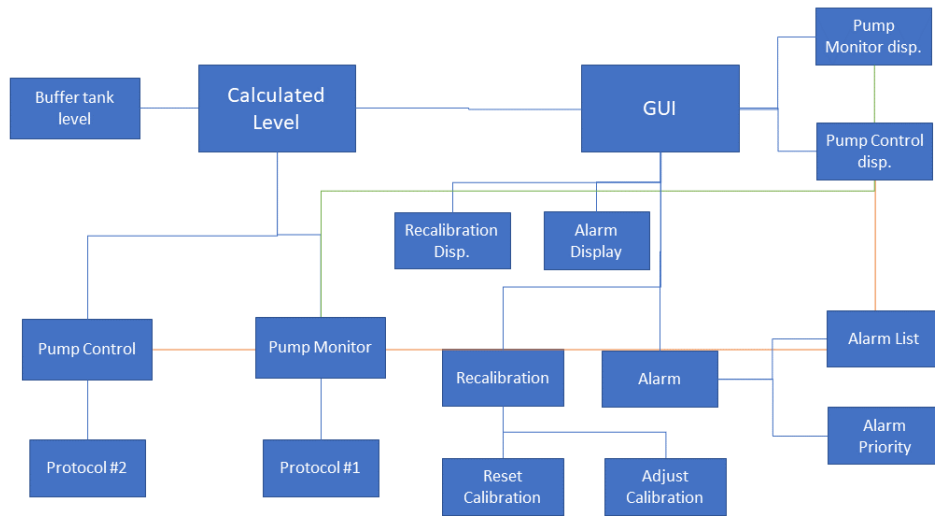 Pump
Monitor disp.
Buffer tank
level
Calculated
Level
GUI
Pump Control
disp.
Recalibration
Disp.
Alarm
Display
Pump Control
Pump Monitor
Recalibration
Alarm
Alarm List
Alarm
Priority
Protocol #2
Protocol #1
Reset
Calibration
Adjust
Calibration